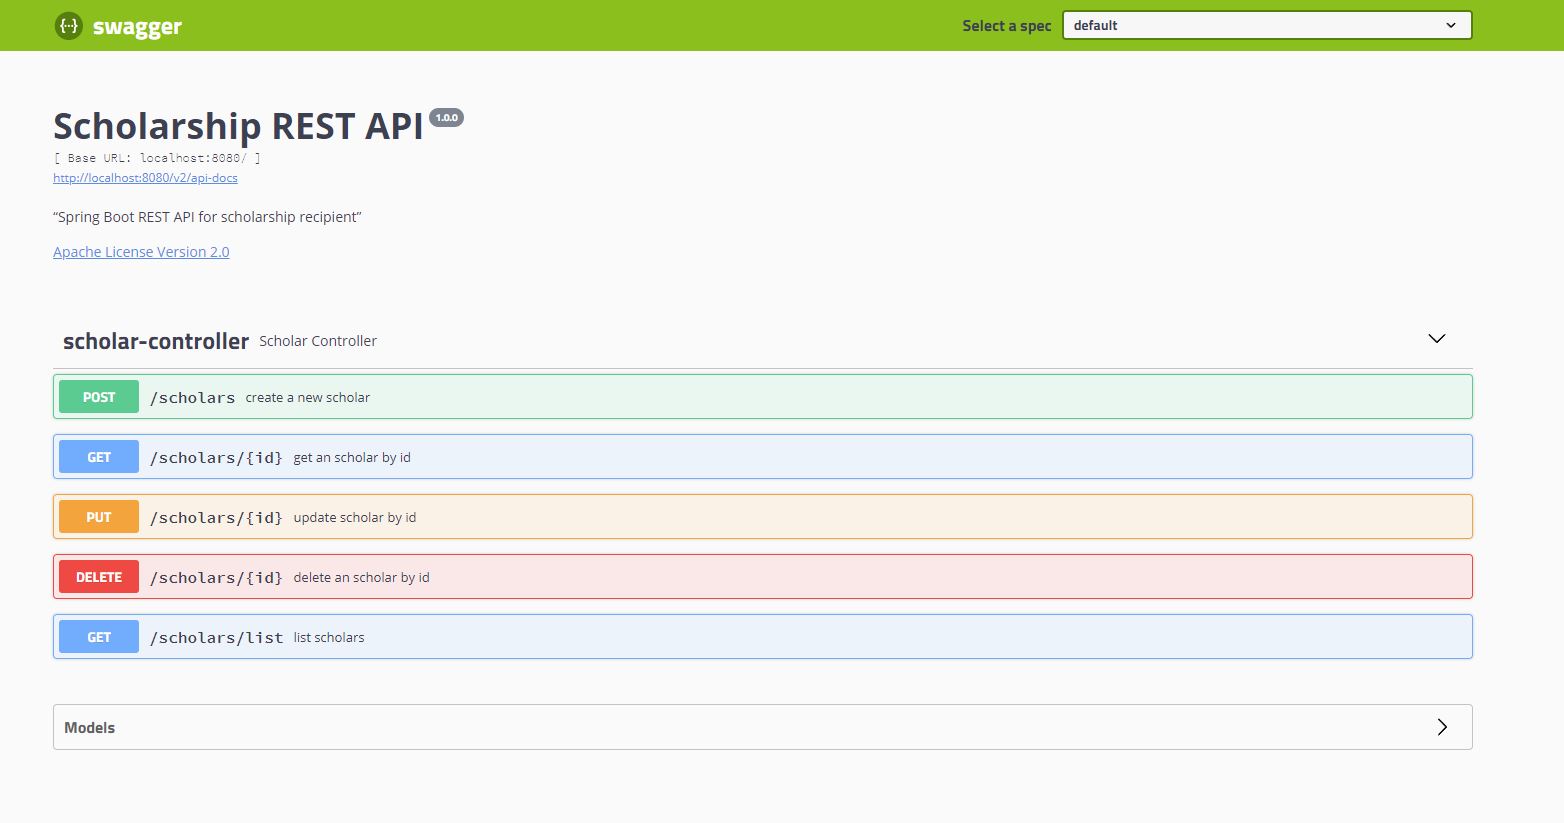 swagger
Select a spec default
Scholarship REST API 1.0.0
[ Base URL: localhost:8080/ ]
http://localhost:8080/v2/api-docs
“Spring Boot REST API for scholarship recipient”
Apache License Version 2.0
scholar-controller Scholar Controller
POST /scholars create a new scholar
GET /scholars/{id} get an scholar by id
PUT /scholars/{id} update scholar by id
DELETE /scholars/{id} delete an scholar by id
GET /scholars/list list scholars
Models